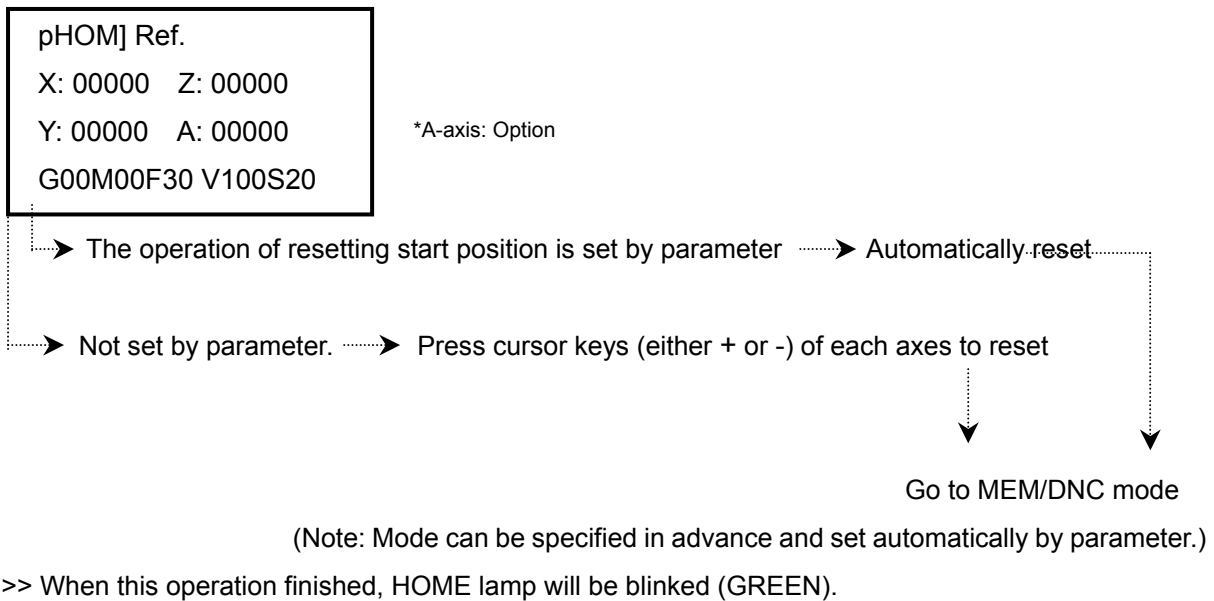 pHOM] Ref.
X: 00000 Z: 00000
Y: 00000 A: 00000
*A-axis: Option
G00M00F30 V100S20
The operation of resetting start position is set by parameter
Automatically reset
Not set by parameter.
Press cursor keys (either + or -) of each axes to reset
Go to MEM/DNC mode
(Note: Mode can be specified in advance and set automatically by parameter.)
>> When this operation finished, HOME lamp will be blinked (GREEN).